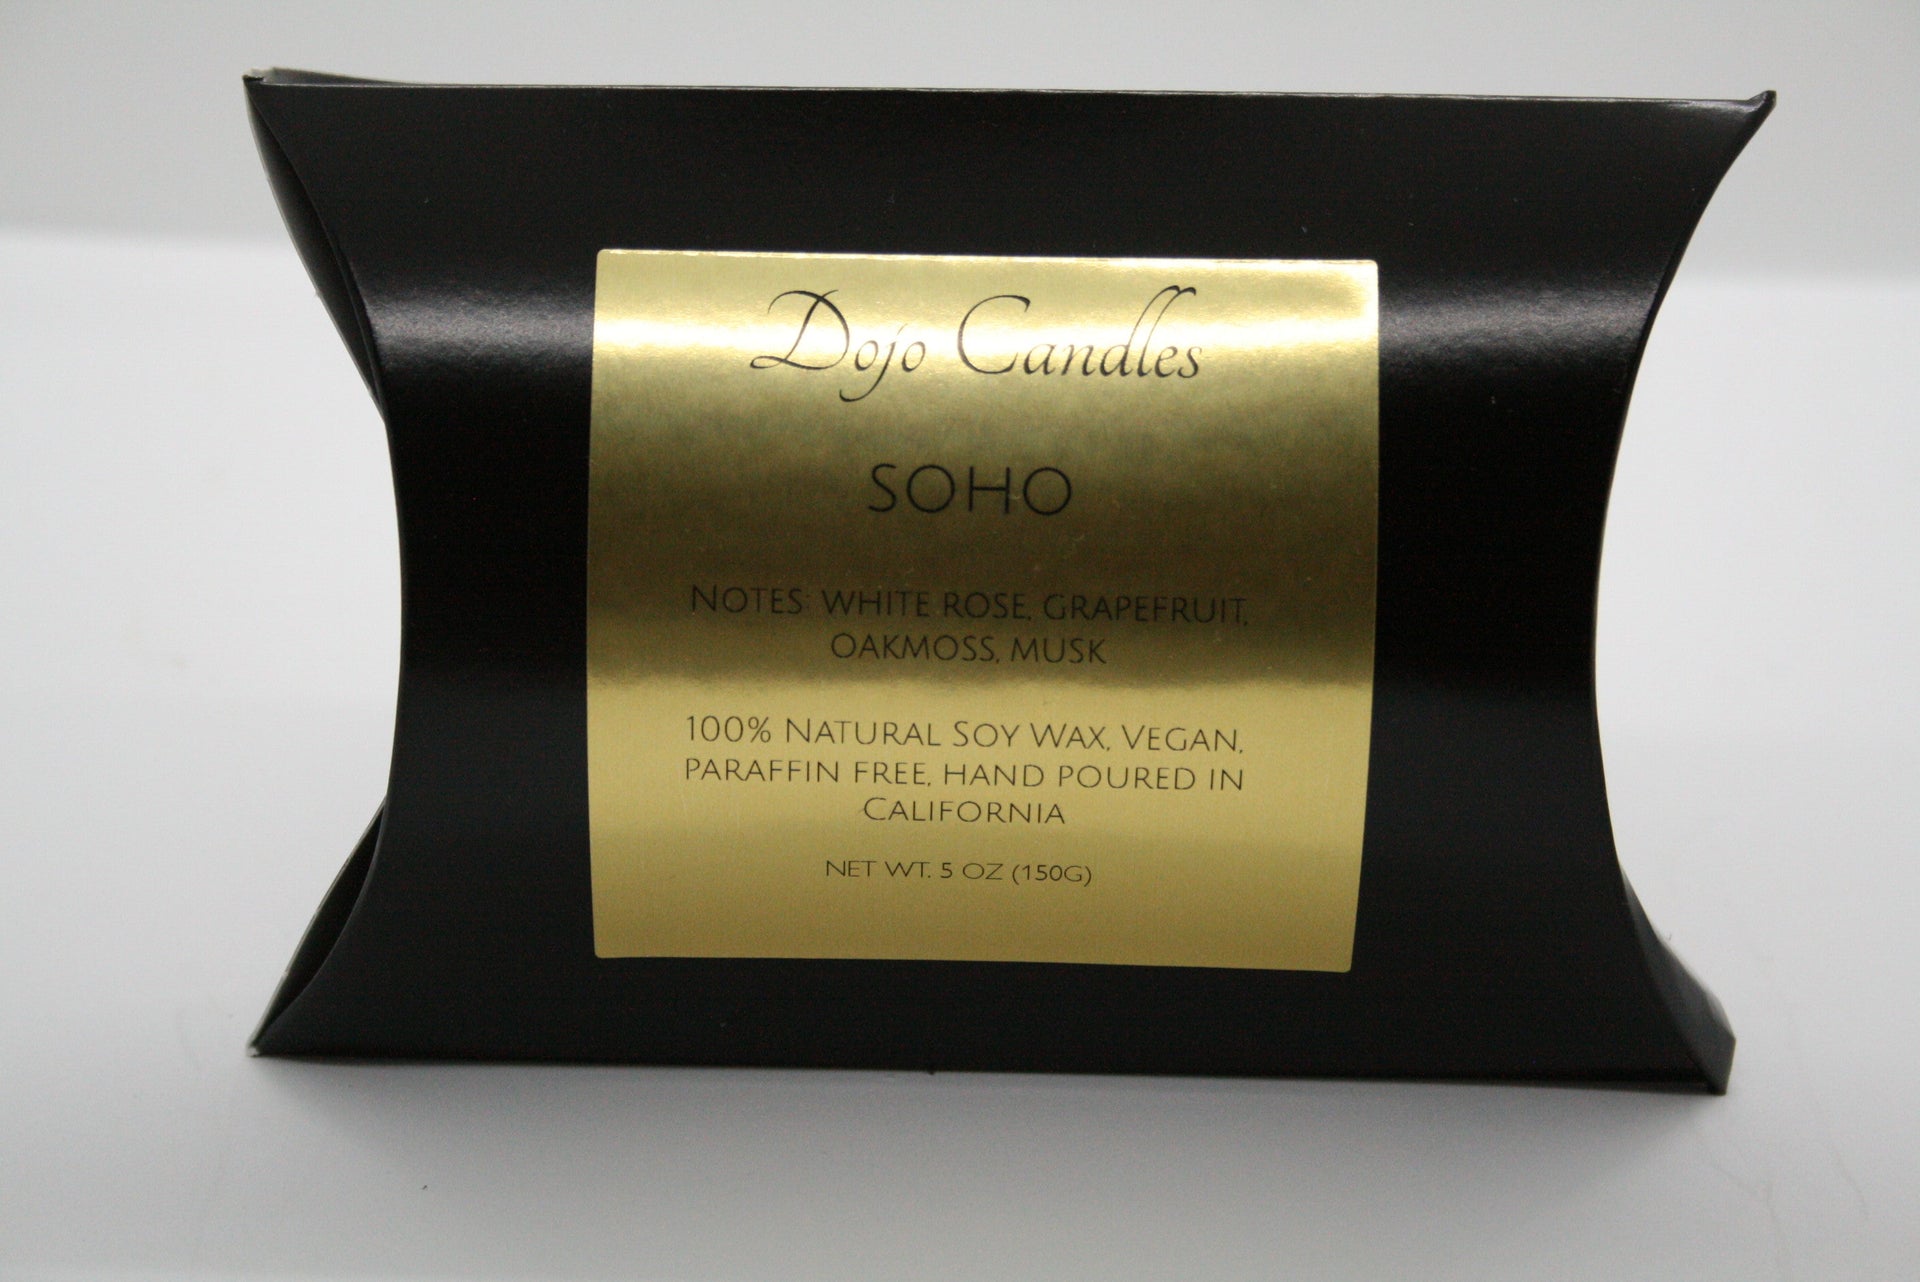 Dojo Candles
SOHO
NOTES: WHITE ROSE, GRAPEFRUIT,
OAKMOSS, MUSK
100% NATURAL SOY WAX, VEGAN,
PARAFFIN FREE, HAND POURED IN
CALIFORNIA
NET WT. 5 OZ (150G)